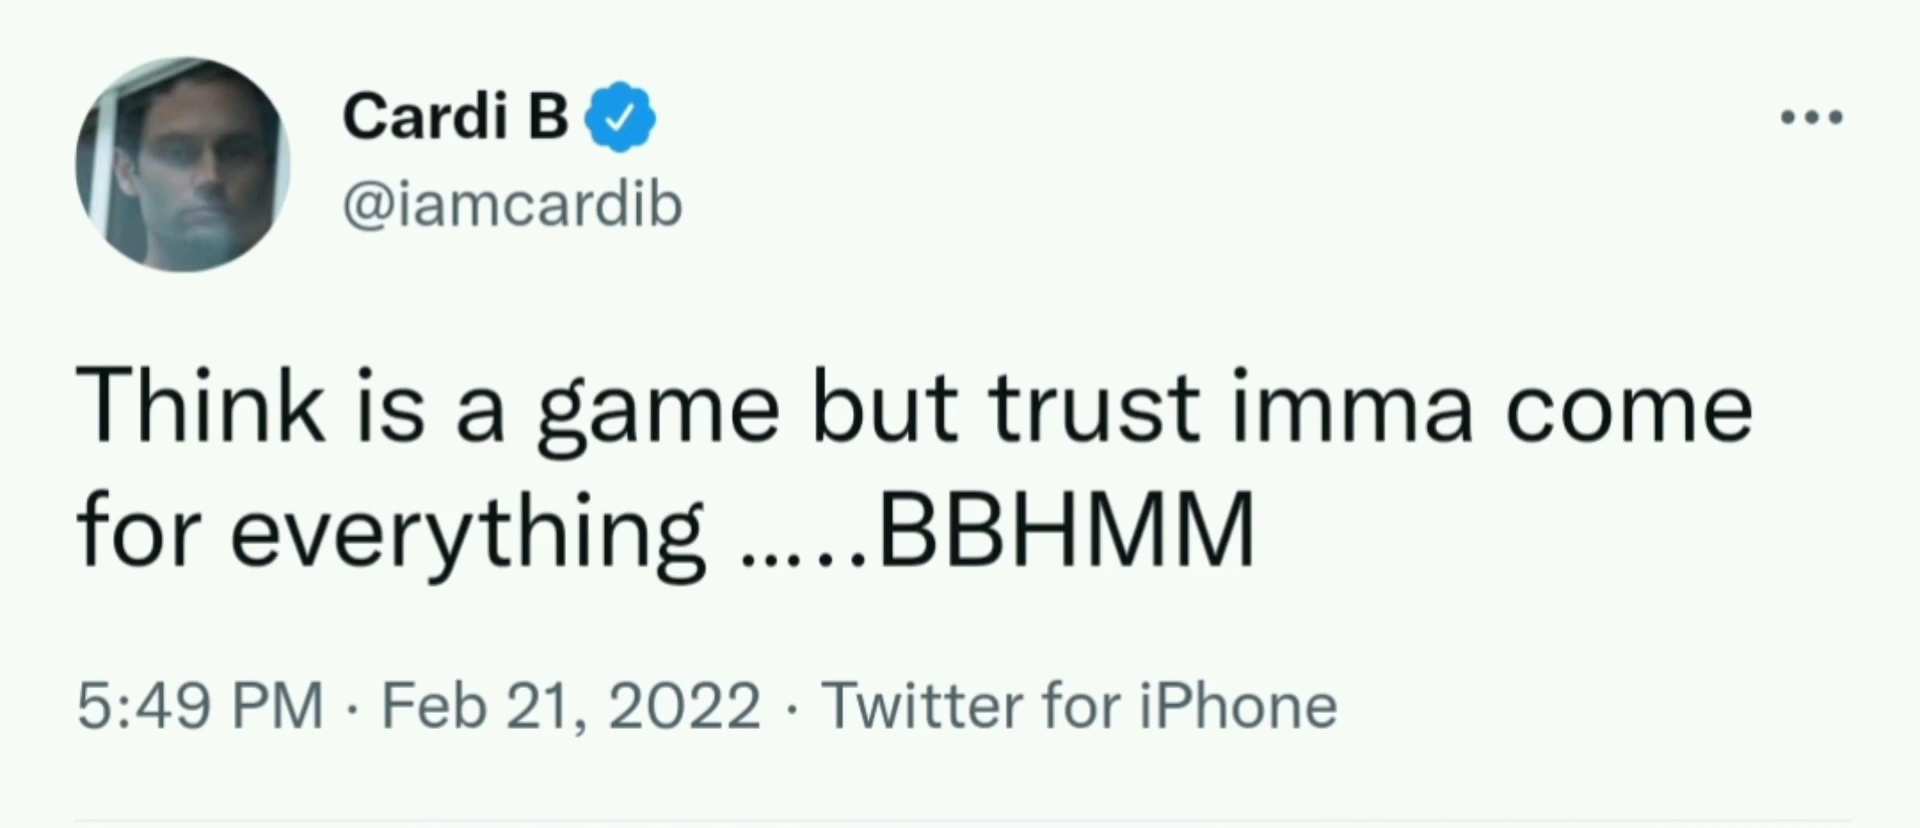 Cardi B
@iamcardib
Think is a game but trust imma come
for everything …..BBHMM
5:49 PM · Feb 21, 2022 · Twitter for iPhone